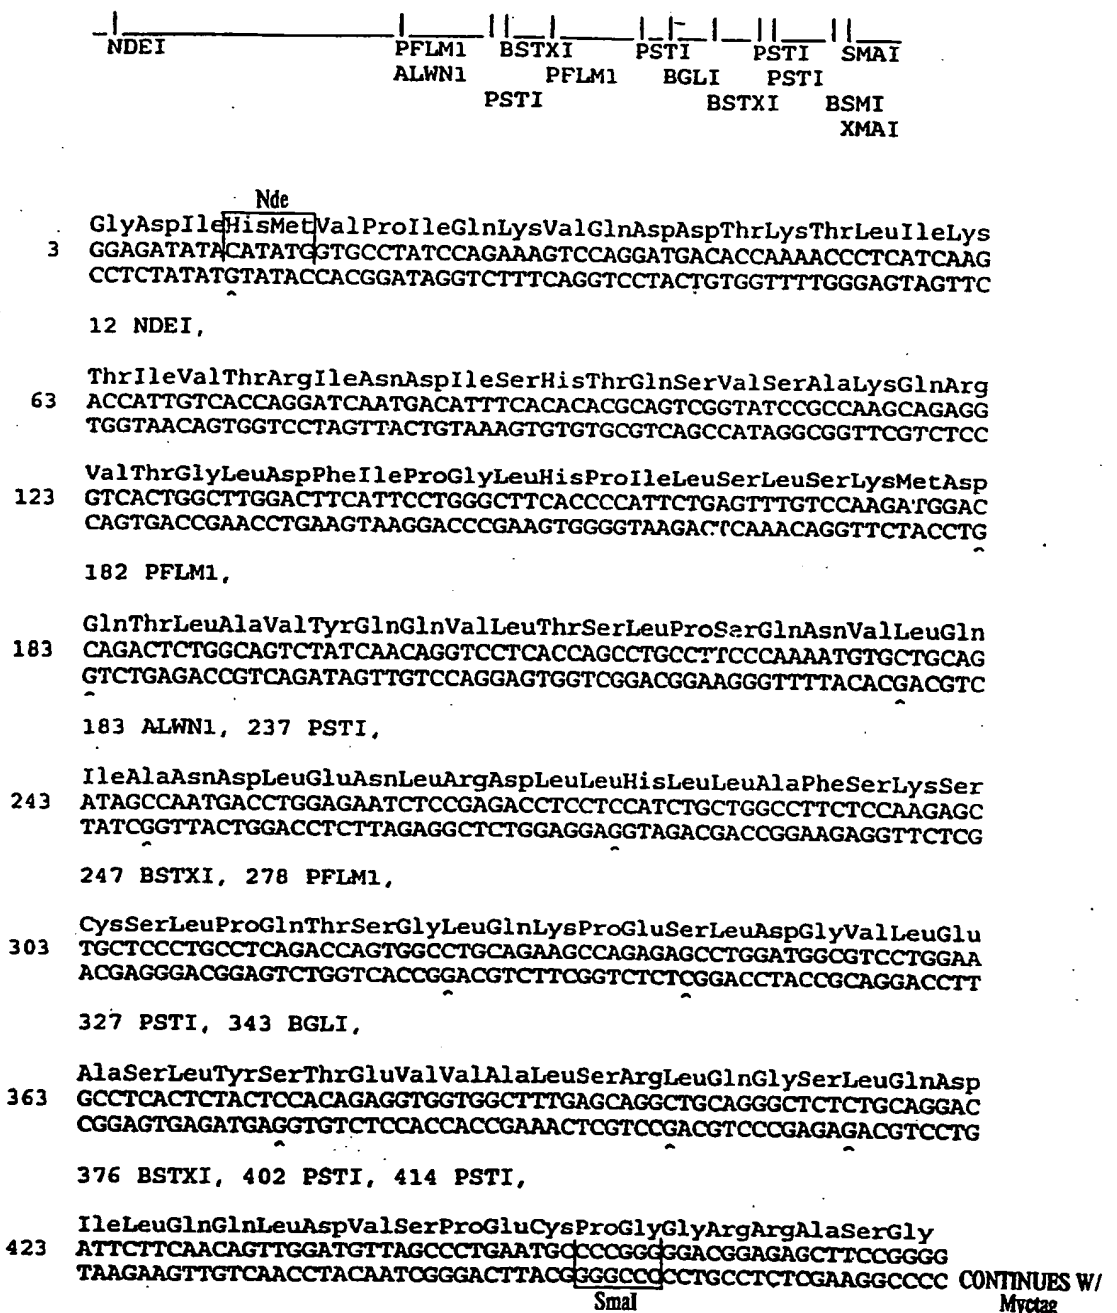 NDEI PFLM1 BSTXI PSTI PSTI SMAI
ALWN1 PFLM1 BGLI PSTI
PSTI BSTXI BSMI
XMAI
Nde
GlyAspIleHisMetValProIleGlnLysValGlnAspAspThrLysThrLeuIleLys
3 GGAGATATACATATGGTGCCTATCCAGAAAGTCCAGGATGACACCAAAACCCTCATCAAG
CCTCTATATGTATACCACGGATAGGTCTTTCAGGTCCTACTGTGGTTTTGGGAGTAGTTC
12 NDEI,
ThrIleValThrArgIleAsnAspIleSerHisThrGlnSerValSerAlaLysGlnArg
63 ACCATTGTCACCAGGATCAATGACATTTCACACACGCAGTCGGTATCCGCCAAGCAGAGG
TGGTAACAGTGGTCCTAGTTACTGTAAAGTGTGTGCGTCAGCCATAGGCGGTTCGTCTCC
ValThrGlyLeuAspPheIleProGlyLeuHisProIleLeuSerLeuSerLysMetAsp
123 GTCACTGGCTTGGACTTCATTCCTGGGCTTCACCCCATTCTGAGTTTGTCCAAGATGGAC
CAGTGACCGAACCTGAAGTAAGGACCCGAAGTGGGGTAAGACTCAAACAGGTTCTACCTG
182 PFLM1,
GlnThrLeuAlaValTyrGlnGlnValLeuThrSerLeuProSerGlnAsnValLeuGln
183 CAGACTCTGGCAGTCTATCAACAGGTCCTCACCAGCCTGCCTTCCCAAAATGTGCTGCAG
GTCTGAGACCGTCAGATAGTTGTCCAGGAGTGGTCGGACGGAAGGGTTTTACACGACGTC
183 ALWN1, 237 PSTI,
IleAlaAsnAspLeuGluAsnLeuArgAspLeuLeuHisLeuLeuAlaPheSerLysSer
243 ATAGCCAATGACCTGGAGAATCTCCGAGACCTCCTCCATCTGCTGGCCTTCTCCAAGAGC
TATCGGTTACTGGACCTCTTAGAGGCTCTGGAGGAGGTAGACGACCGGAAGAGGTTCTCG
247 BSTXI, 278 PFLM1,
CysSerLeuProGlnThrSerGlyLeuGlnLysProGluSerLeuAspGlyValLeuGlu
303 TGCTCCCTGCCTCAGACCAGTGGCCTGCAGAAGCCAGAGAGCCTGGATGGCGTCCTGGAA
ACGAGGGACGGAGTCTGGTCACCGGACGTCTTCGGTCTCTCGGACCTACCGCAGGACCTT
327 PSTI, 343 BGLI,
AlaSerLeuTyrSerThrGluValValAlaLeuSerArgLeuGlnGlySerLeuGlnAsp
363 GCCTCACTCTACTCCACAGAGGTGGTGGCTTTGAGCAGGCTGCAGGGCTCTCTGCAGGAC
CGGAGTGAGATGAGGTGTCTCCACCACCGAAACTCGTCCGACGTCCCGAGAGACGTCCTG
376 BSTXI, 402 PSTI, 414 PSTI,
IleLeuGlnGlnLeuAspValSerProGluCysProGlyGlyArgArgAlaSerGly
423 ATTCTTCAACAGTTGGATGTTAGCCCTGAATGCCCCGGGGGACGGAGAGCTTCCGGGG
TAAGAAGTTGTCAACCTACAATCGGGACTTACGGGGCCCCCTGCCTCTCGAAGGCCCC CONTINUES W/
SmaI Myctag